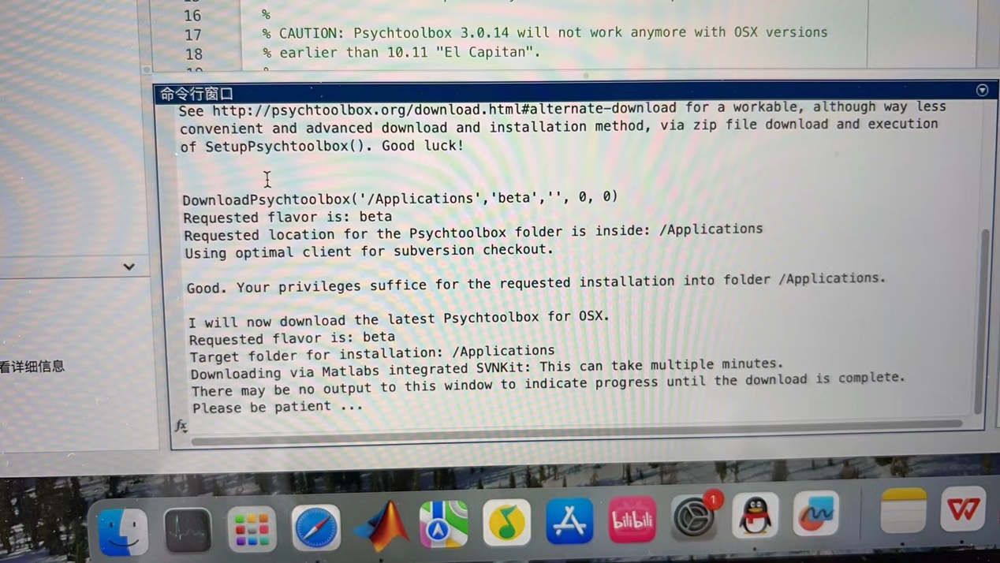 16 %
17 % CAUTION: Psychtoolbox 3.0.14 will not work anymore with OSX versions
18 % earlier than 10.11 "El Capitan".
命令行窗口
See http://psychtoolbox.org/download.html#alternate-download for a workable, although way less
convenient and advanced download and installation method, via zip file download and execution
of SetupPsychtoolbox(). Good luck!
DownloadPsychtoolbox('/Applications','beta','', 0, 0)
Requested flavor is: beta
Requested location for the Psychtoolbox folder is inside: /Applications
Using optimal client for subversion checkout.
Good. Your privileges suffice for the requested installation into folder /Applications.
I will now download the latest Psychtoolbox for OSX.
Requested flavor is: beta
Target folder for installation: /Applications
Downloading via Matlabs integrated SVNKit: This can take multiple minutes.
There may be no output to this window to indicate progress until the download is complete.
Please be patient ...
fx
看详细信息
bilibili
1